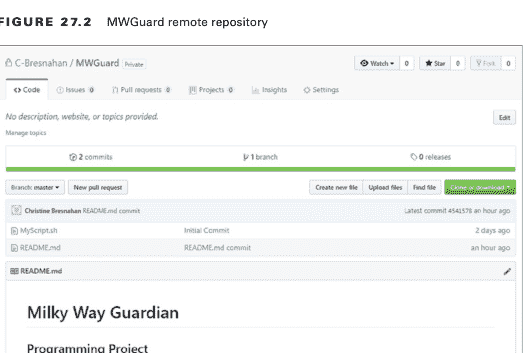 FIGURE 27.2 MWGuard remote repository
C-Bresnahan / MWGuard Private Watch 0 Star 0 Fork 0
Code Issues 0 Pull requests 0 Projects 0 Insights Settings
No description, website, or topics provided. Edit
Manage topics
2 commits 1 branch 0 releases
Branch: master New pull request Create new file Upload files Find file Clone or download
Christine Bresnahan README.md commit Latest commit 4541578 an hour ago
MyScript.sh Initial Commit 2 days ago
README.md README.md commit an hour ago
README.md
Milky Way Guardian
Programming Project